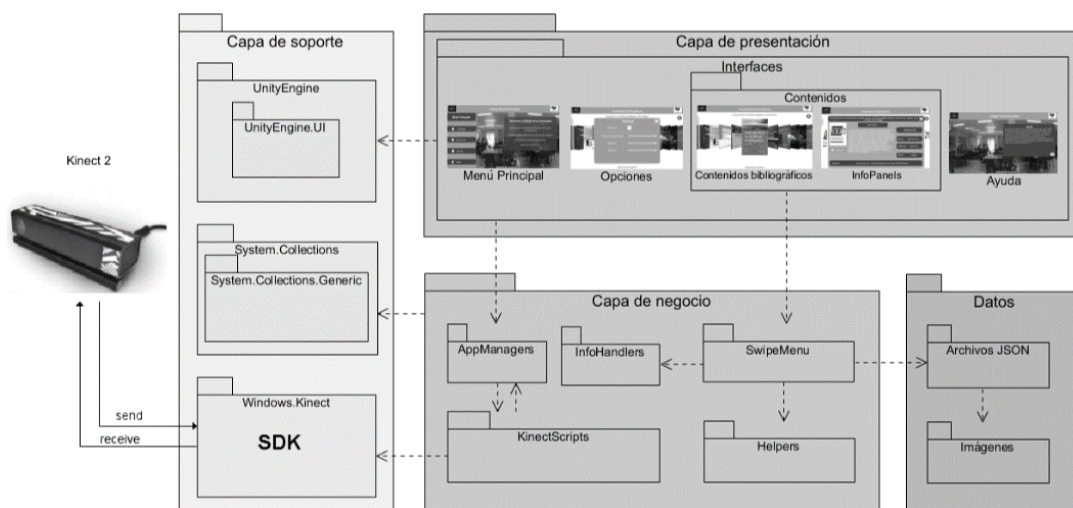 Kinect 2
send
receive
Capa de soporte
UnityEngine
UnityEngine.UI
System.Collections
System.Collections.Generic
Windows.Kinect
SDK
Capa de presentación
Interfaces
Contenidos
Menú Principal
Opciones
Contenidos bibliográficos
InfoPanels
Ayuda
Capa de negocio
AppManagers
InfoHandlers
SwipeMenu
KinectScripts
Helpers
Datos
Archivos JSON
Imágenes